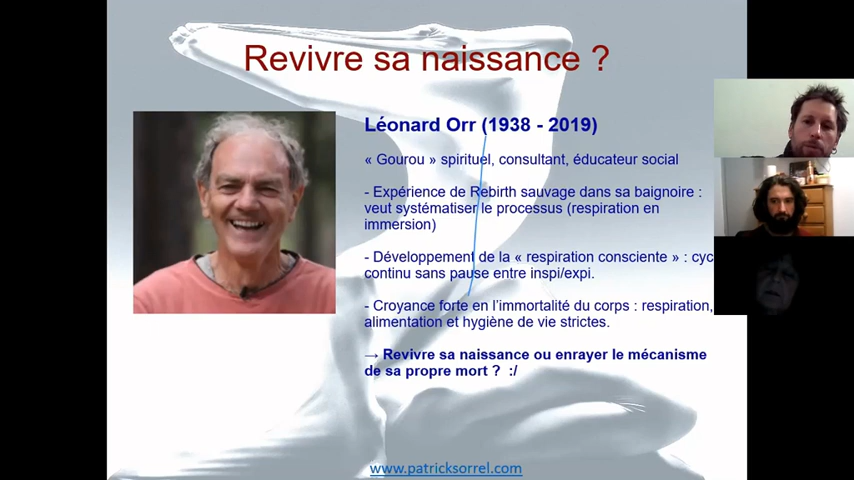 Revivre sa naissance ?
Léonard Orr (1938 - 2019)
« Gourou » spirituel, consultant, éducateur social
- Expérience de Rebirth sauvage dans sa baignoire :
veut systématiser le processus (respiration en
immersion)
- Développement de la « respiration consciente » : cyc
continu sans pause entre inspi/expi.
- Croyance forte en l'immortalité du corps : respiration,
alimentation et hygiène de vie strictes.
→ Revivre sa naissance ou enrayer le mécanisme
de sa propre mort ? :/
www.patricksorrel.com